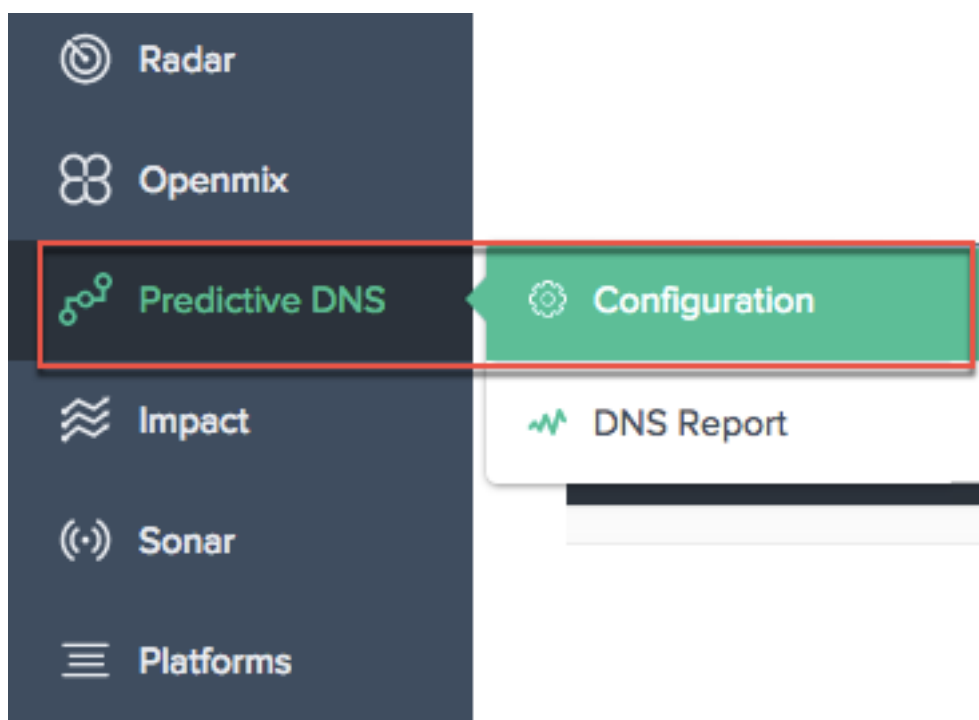 Radar
Openmix
Predictive DNS
Configuration
DNS Report
Impact
Sonar
Platforms